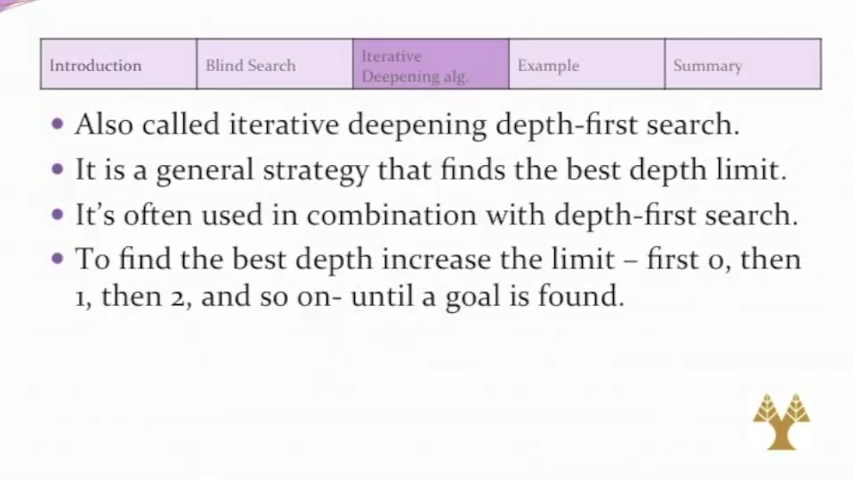 Introduction
Blind Search
Iterative
Deepening alg.
Example
Summary
• Also called iterative deepening depth-first search.
• It is a general strategy that finds the best depth limit.
• It’s often used in combination with depth-first search.
• To find the best depth increase the limit – first 0, then
1, then 2, and so on- until a goal is found.